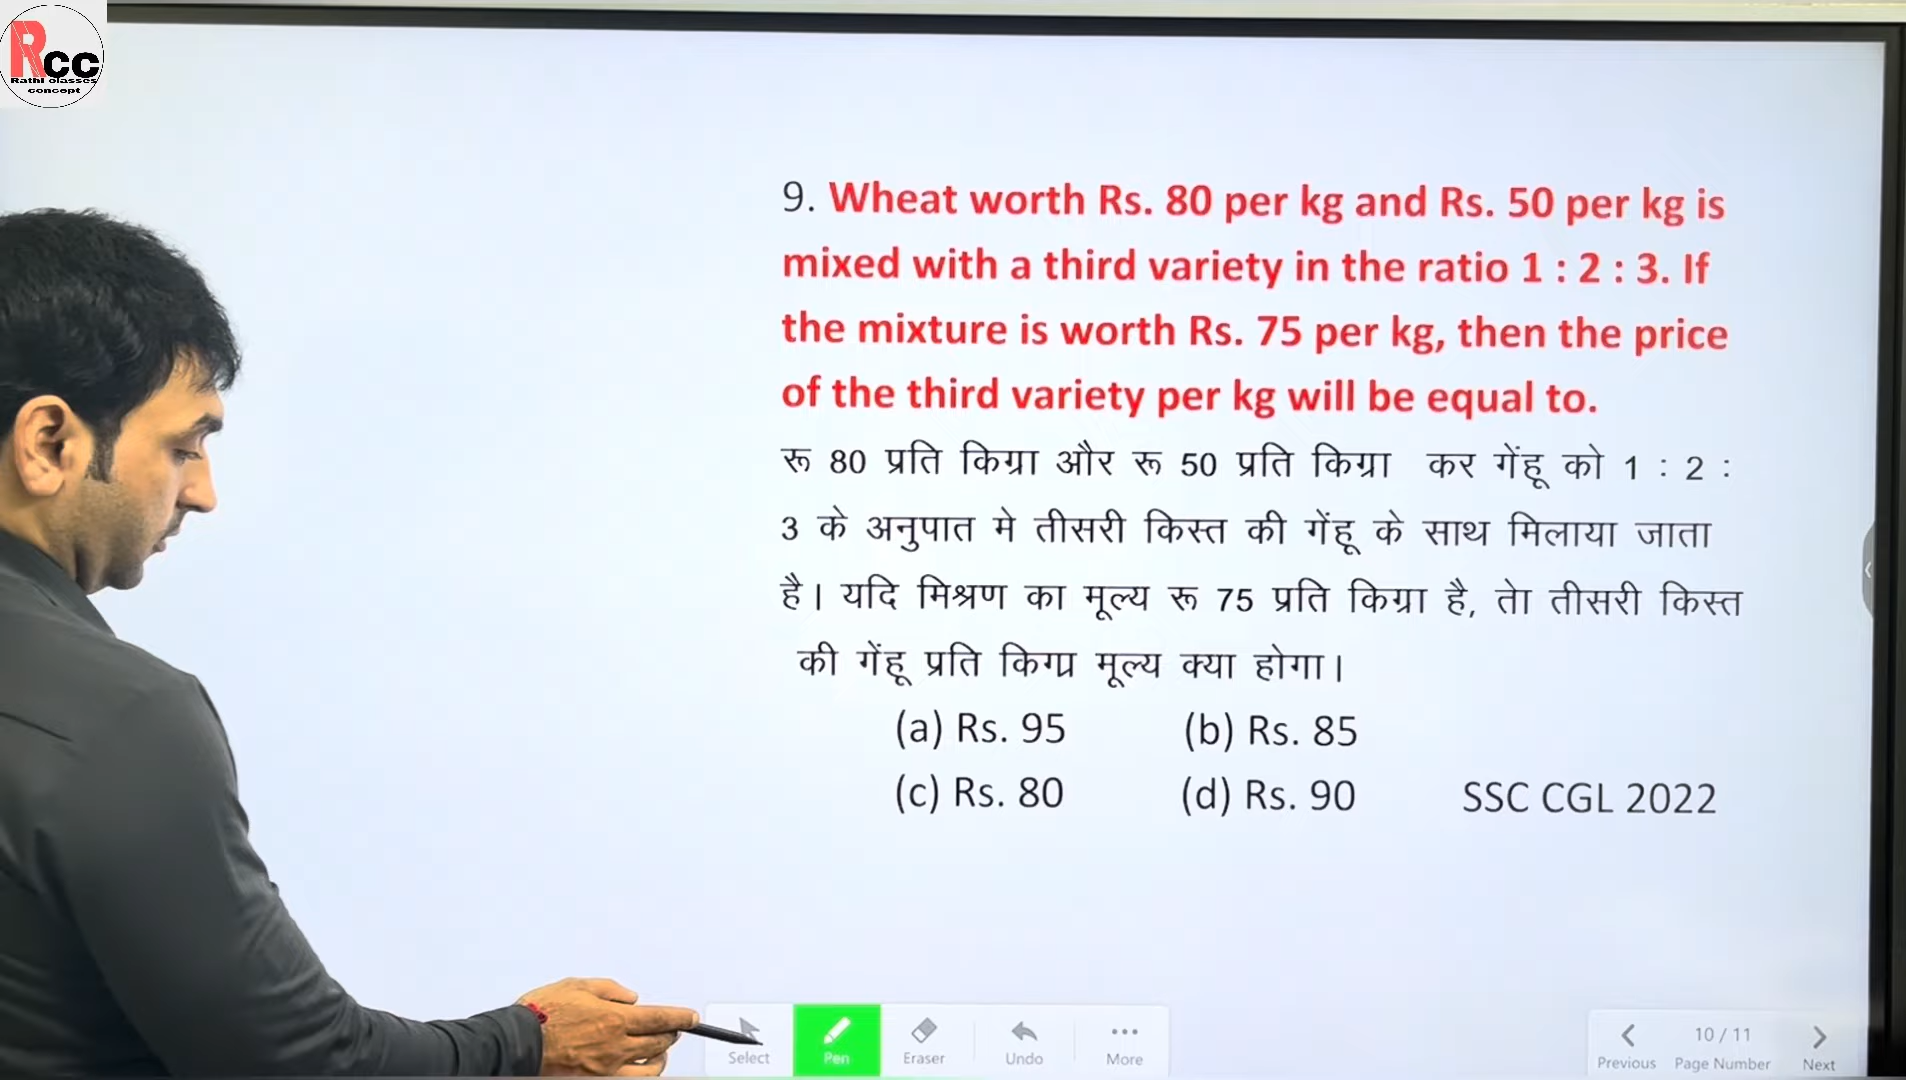 Rcc
Rathi classes
concept
9. Wheat worth Rs. 80 per kg and Rs. 50 per kg is
mixed with a third variety in the ratio 1 : 2 : 3. If
the mixture is worth Rs. 75 per kg, then the price
of the third variety per kg will be equal to.
रू 80 प्रति किग्रा और रू 50 प्रति किग्रा कर गेंहू को 1 : 2 :
3 के अनुपात मे तीसरी किस्त की गेंहू के साथ मिलाया जाता
है। यदि मिश्रण का मूल्य रू 75 प्रति किग्रा है, तेा तीसरी किस्त
की गेंहू प्रति किग्प्र मूल्य क्या होगा।
(a) Rs. 95 (b) Rs. 85
(c) Rs. 80 (d) Rs. 90 SSC CGL 2022
Select Pen Eraser Undo More
10 / 11
Previous Page Number Next